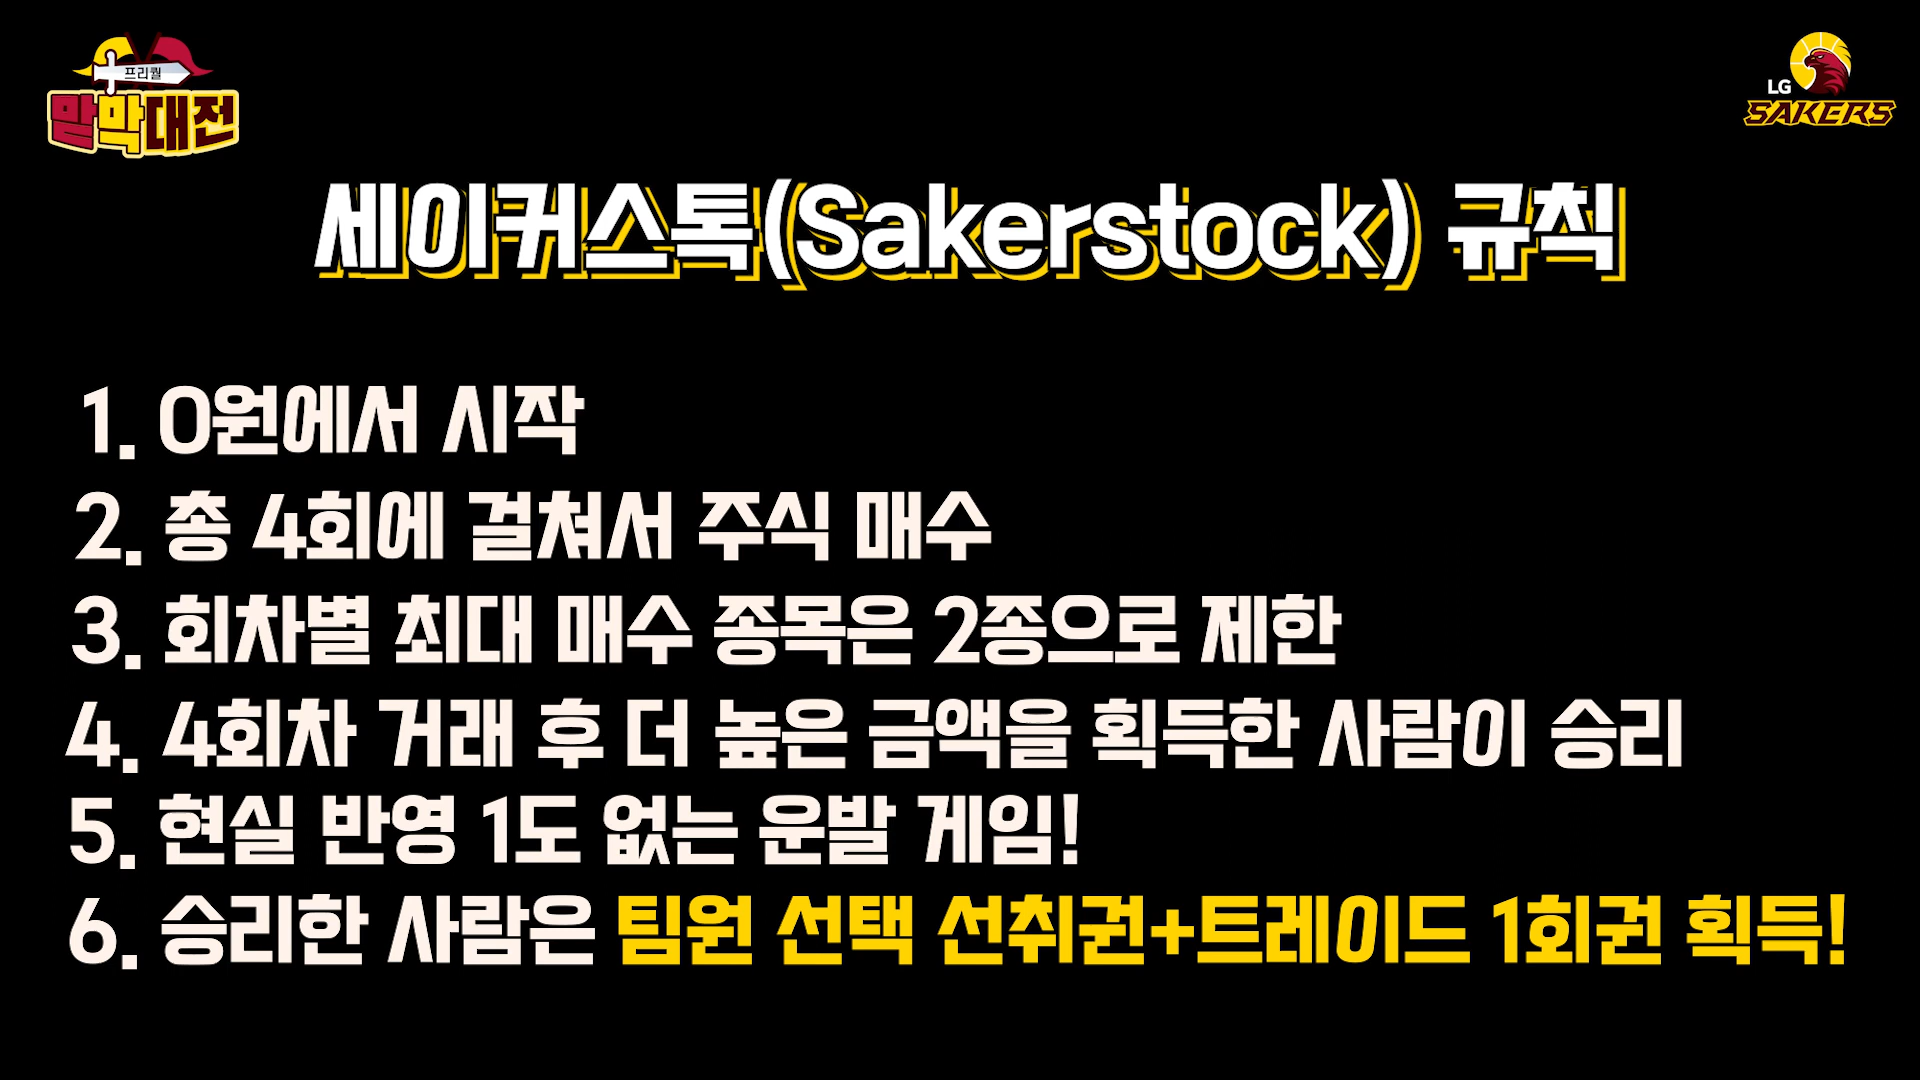 프리퀄
맘막대전
LG
SAKERS
세이커스톡(Sakerstock) 규칙
1. 0원에서 시작
2. 총 4회에 걸쳐서 주식 매수
3. 회차별 최대 매수 종목은 2종으로 제한
4. 4회차 거래 후 더 높은 금액을 획득한 사람이 승리
5. 현실 반영 1도 없는 운발 게임!
6. 승리한 사람은 팀원 선택 선취권+트레이드 1회권 획득!